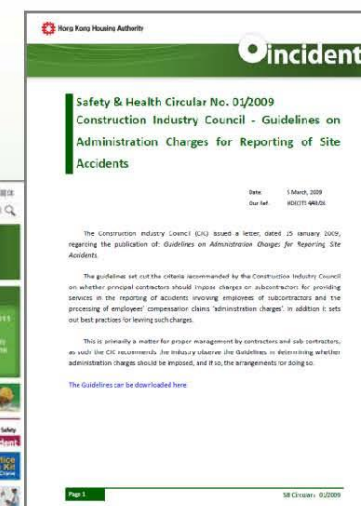 Hong Kong Housing Authority
0incident
Safety & Health Circular No. 01/2009
Construction Industry Council - Guidelines on
Administration Charges for Reporting of Site
Accidents
Date: 5 March, 2009
Our Ref:
The Construction Industry Council (CIC) issued a letter, dated 15 January 2009,
regarding the publication of: Guidelines on Administration Charges for Reporting Site
Accidents.
The guidelines set out the criteria recommended by the Construction Industry Council
on whether principal contractors should impose charges on subcontractors for providing
services in the reporting of accidents involving employees of subcontractors and the
processing of employees' compensation claims 'administration charges'. In addition it sets
out best practices for levying such charges.
This is primarily a matter for proper management by contractors and sub contractors,
as such the CIC recommends the industry observe the Guidelines in determining whether
administration charges should be imposed, and if so, the arrangements for doing so.
The Guidelines can be downloaded here
Page 1
SB Circular: 01/2009
Safety